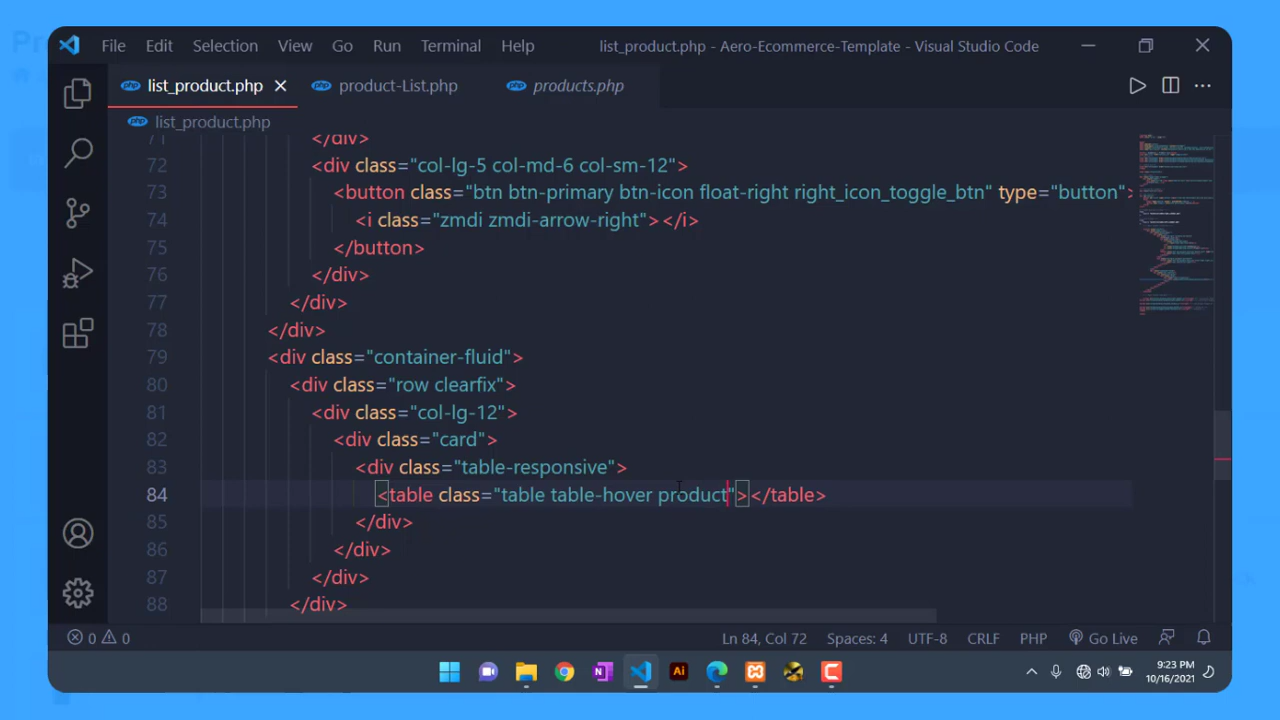 File Edit Selection View Go Run Terminal Help list_product.php - Aero-Ecommerce-Template - Visual Studio Code
php list_product.php php product-List.php php products.php
php list_product.php
71 </div>
72 <div class="col-lg-5 col-md-6 col-sm-12">
73 <button class="btn btn-primary btn-icon float-right right_icon_toggle_btn" type="button">
74 <i class="zmdi zmdi-arrow-right"></i>
75 </button>
76 </div>
77 </div>
78 </div>
79 <div class="container-fluid">
80 <div class="row clearfix">
81 <div class="col-lg-12">
82 <div class="card">
83 <div class="table-responsive">
84 <table class="table table-hover product"></table>
85 </div>
86 </div>
87 </div>
88 </div>
0 0 Ln 84, Col 72 Spaces: 4 UTF-8 CRLF PHP Go Live
N Ai 9:23 PM
10/16/2021